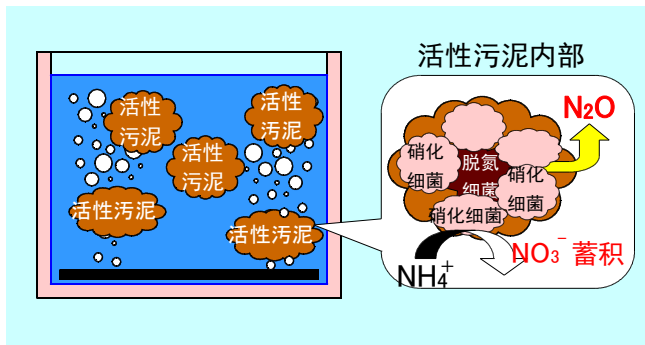 活性污泥内部
活性
污泥
活性
污泥
活性
污泥
活性污泥
活性污泥
N2O
硝化
细菌
脱氮
细菌
硝化
细菌
硝化细菌
NH4+
NO3- 蓄积